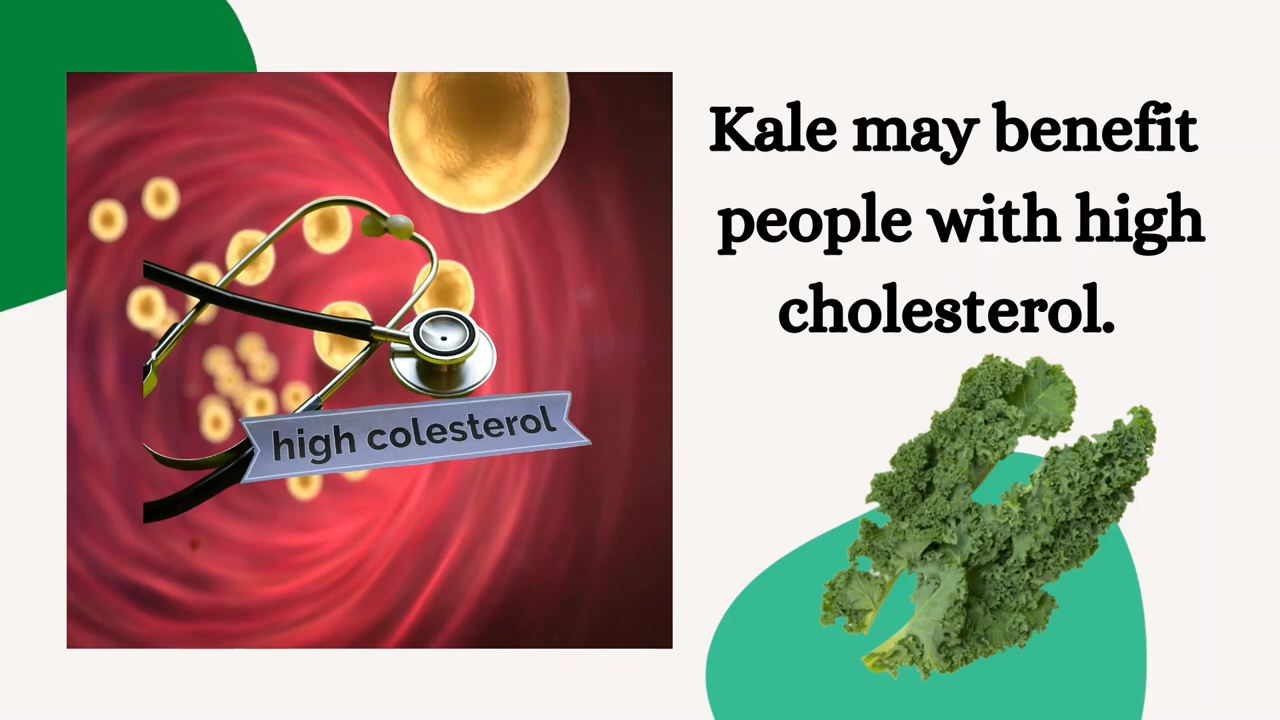 Kale may benefit
people with high
cholesterol.
high colesterol